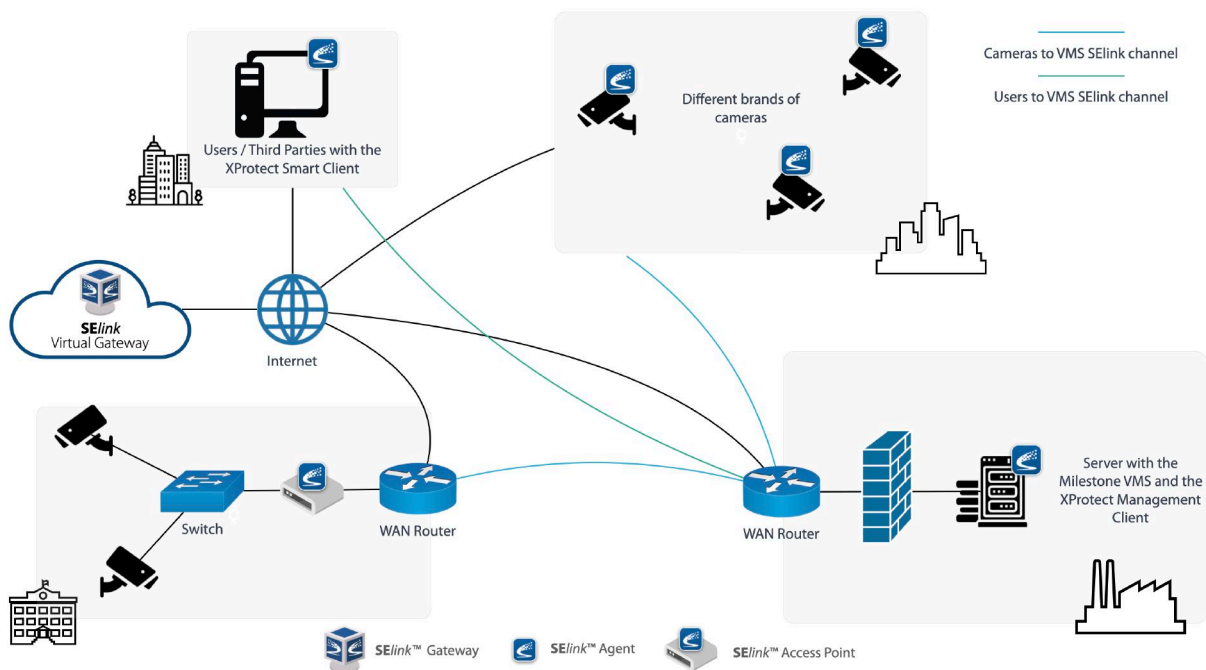 Cameras to VMS SElink channel
Users to VMS SElink channel
Users / Third Parties with the
XProtect Smart Client
Different brands of
cameras
SElink
Virtual Gateway
Internet
Switch
WAN Router
WAN Router
Server with the
Milestone VMS and the
XProtect Management
Client
SElink™ Gateway
SElink™ Agent
SElink™ Access Point